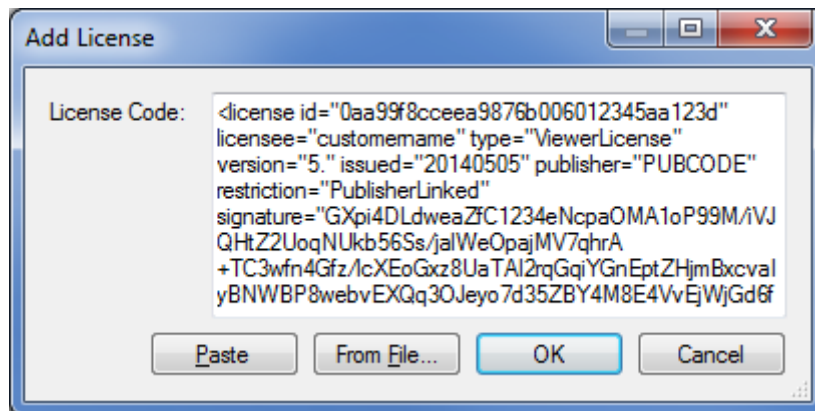 Add License
License Code:
<license id="0aa99f8cceea9876b006012345aa123d"
licensee="customername" type="ViewerLicense"
version="5." issued="20140505" publisher="PUBCODE"
restriction="PublisherLinked"
signature="GXpi4DLdweaZfC1234eNcpaOMA1oP99M/iVJ
QHtZ2UoqNUkb56Ss/jalWeOpajMV7qhrA
+TC3wfn4Gfz/lcXEoGxz8UaTAl2rqGqiYGnEptZHjmBxcval
yBNWBP8webvEXQq3OJeyo7d35ZBY4M8E4VvEjWjGd6f
Paste
From File...
OK
Cancel